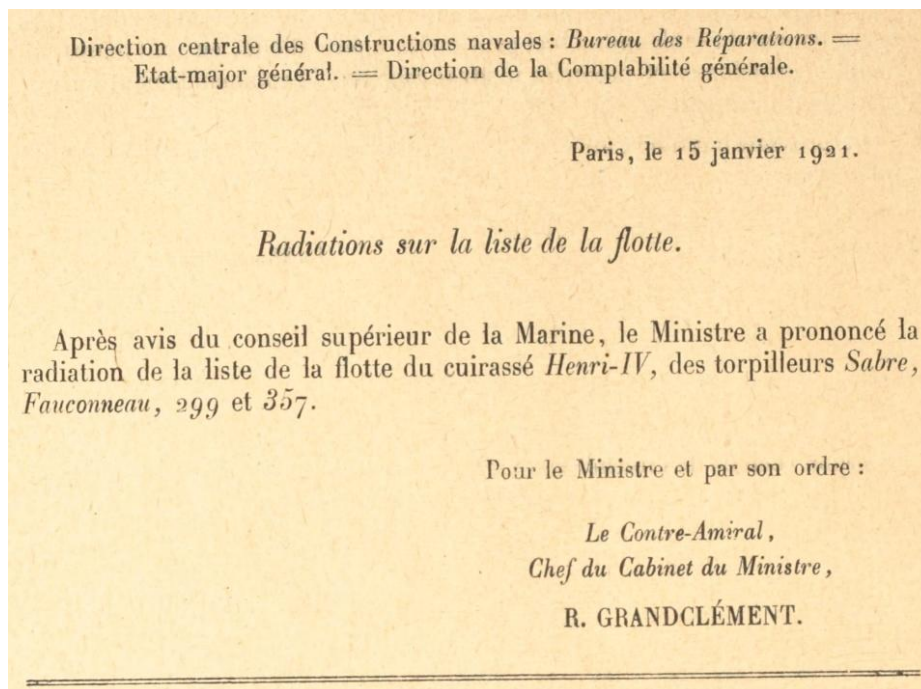 Direction centrale des Constructions navales : Bureau des Réparations. =
Etat-major général. = Direction de la Comptabilité générale.
Paris, le 15 janvier 1921.
Radiations sur la liste de la flotte.
Après avis du conseil supérieur de la Marine, le Ministre a prononcé la
radiation de la liste de la flotte du cuirassé Henri-IV, des torpilleurs Sabre,
Fauconneau, 299 et 357.
Pour le Ministre et par son ordre :
Le Contre-Amiral,
Chef du Cabinet du Ministre,
R. GRANDCLÉMENT.